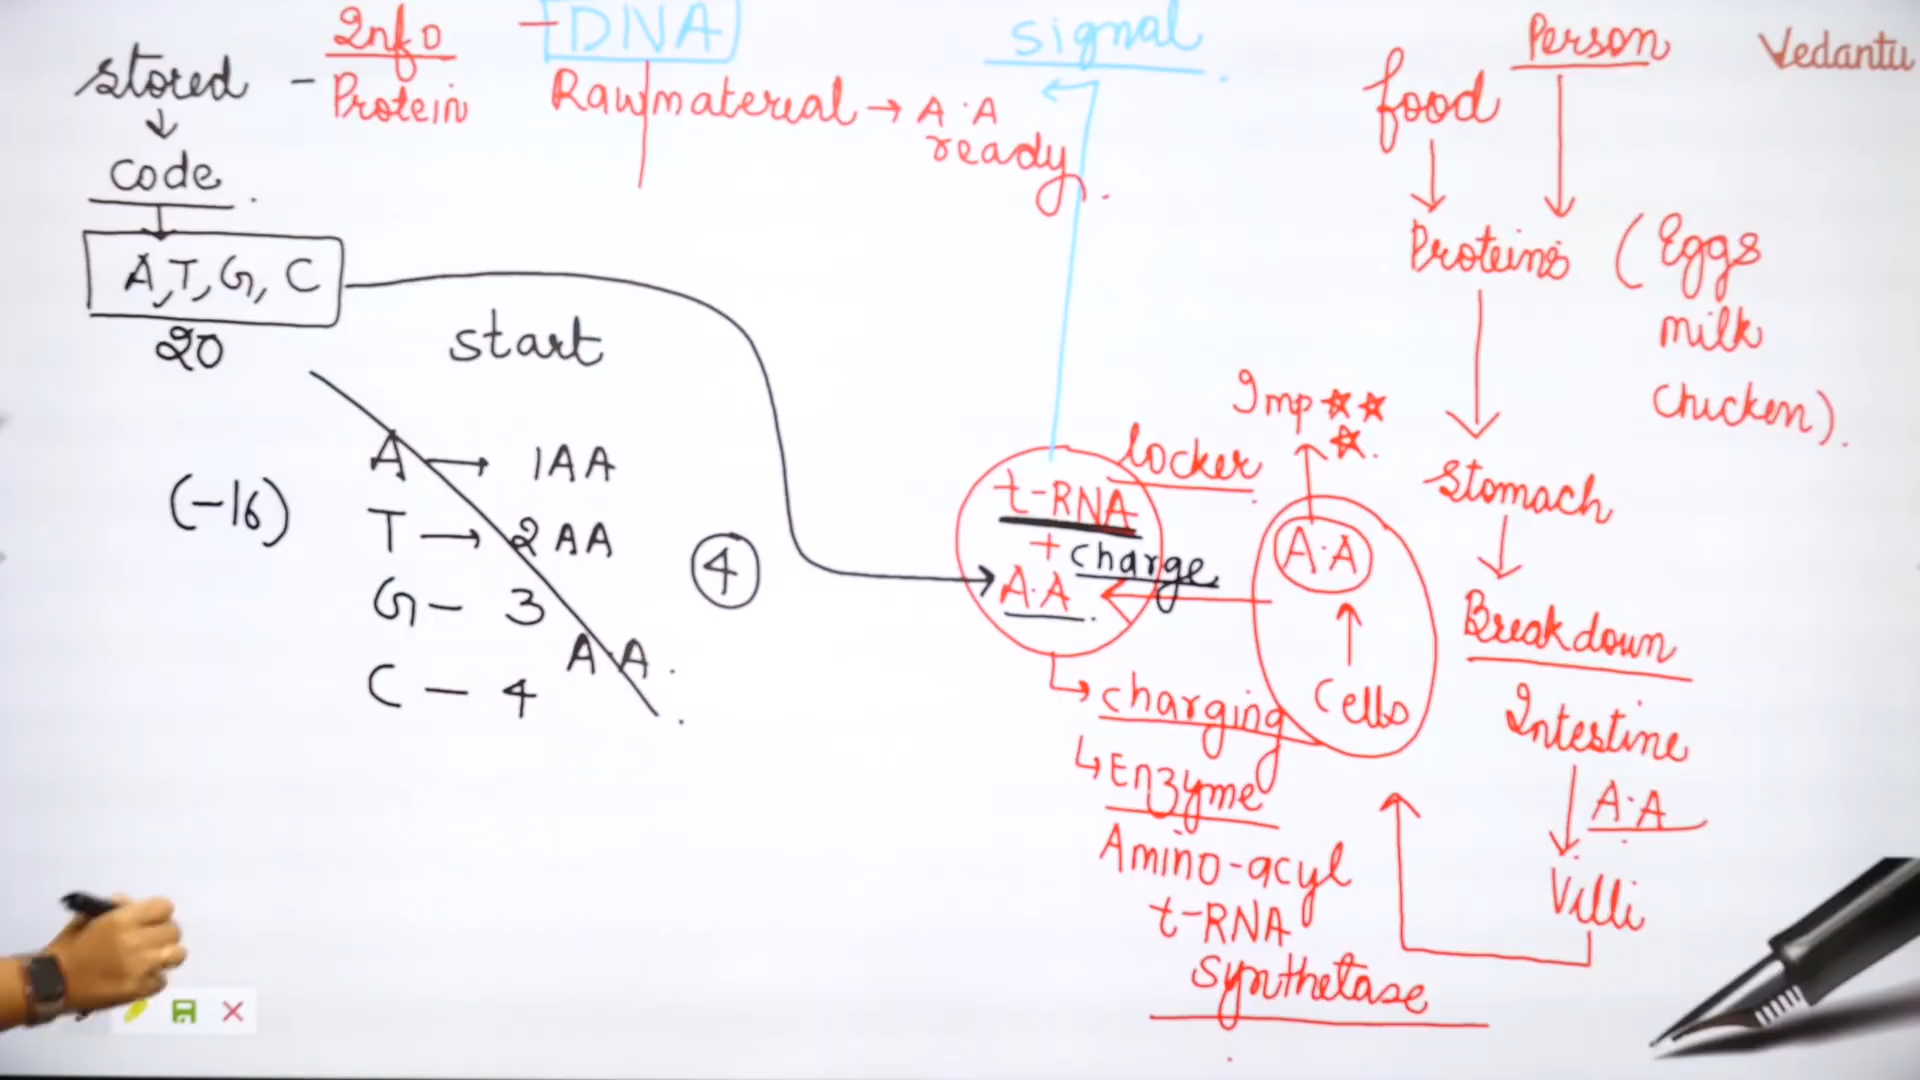 stored - Info - DNA
Protein
code
A, T, G, C
20
Raw material → A.A
ready.
signal
Person
food
Vedantu
Proteins (Eggs
milk
chicken).
start
(-16)
A → 1AA
T → 2 AA
G - 3
A A.
C - 4
4
t-RNA
+ charge
A.A.
locker
Imp
A.A
Cells
charging
Enzyme
Amino-acyl
t-RNA
synthetase
Stomach
Breakdown
Intestine
A.A
Villi